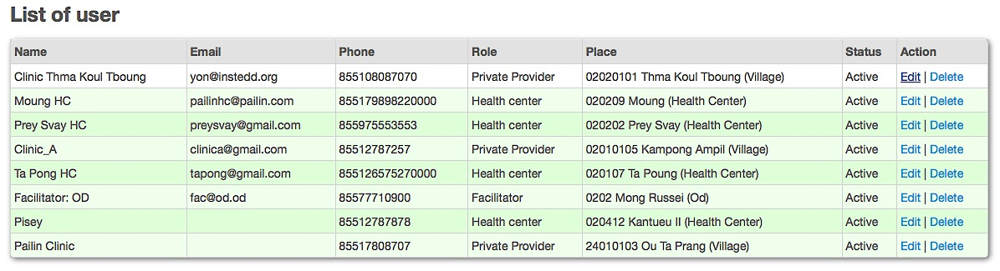 List of user
Name Email Phone Role Place Status Action
Clinic Thma Koul Tboung yon@instedd.org 855108087070 Private Provider 02020101 Thma Koul Tboung (Village) Active Edit | Delete
Moung HC pailinhc@pailin.com 855179898220000 Health center 020209 Moung (Health Center) Active Edit | Delete
Prey Svay HC preysvay@gmail.com 855975553553 Health center 020202 Prey Svay (Health Center) Active Edit | Delete
Clinic_A clinica@gmail.com 85512787257 Private Provider 02010105 Kampong Ampil (Village) Active Edit | Delete
Ta Pong HC tapong@gmail.com 855126575270000 Health center 020107 Ta Poung (Health Center) Active Edit | Delete
Facilitator: OD fac@od.od 85577710900 Facilitator 0202 Mong Russei (Od) Active Edit | Delete
Pisey 85512787878 Health center 020412 Kantueu II (Health Center) Active Edit | Delete
Pailin Clinic 85517808707 Private Provider 24010103 Ou Ta Prang (Village) Active Edit | Delete